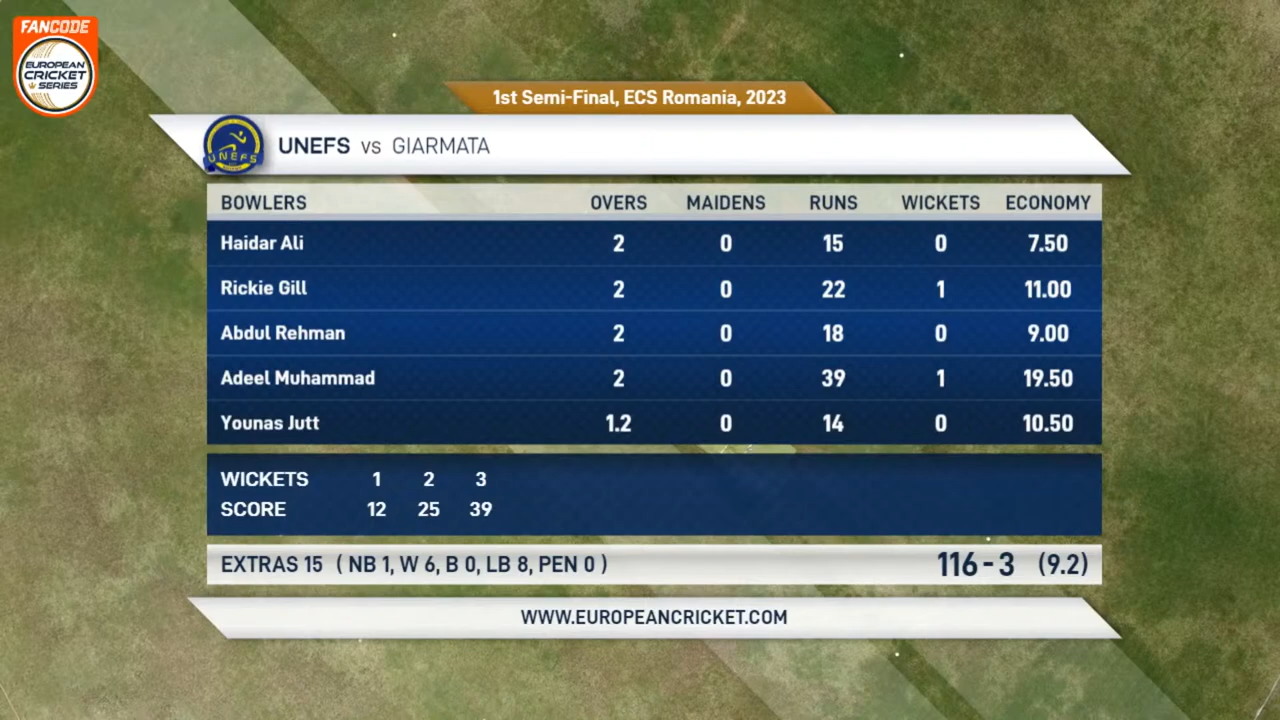 FANCODE
EUROPEAN
CRICKET
SERIES
1st Semi-Final, ECS Romania, 2023
UNEFS
UNEFS vs GIARMATA
BOWLERS OVERS MAIDENS RUNS WICKETS ECONOMY
Haidar Ali 2 0 15 0 7.50
Rickie Gill 2 0 22 1 11.00
Abdul Rehman 2 0 18 0 9.00
Adeel Muhammad 2 0 39 1 19.50
Younas Jutt 1.2 0 14 0 10.50
WICKETS 1 2 3
SCORE 12 25 39
EXTRAS 15 ( NB 1, W 6, B 0, LB 8, PEN 0 ) 116 - 3 (9.2)
WWW.EUROPEANCRICKET.COM